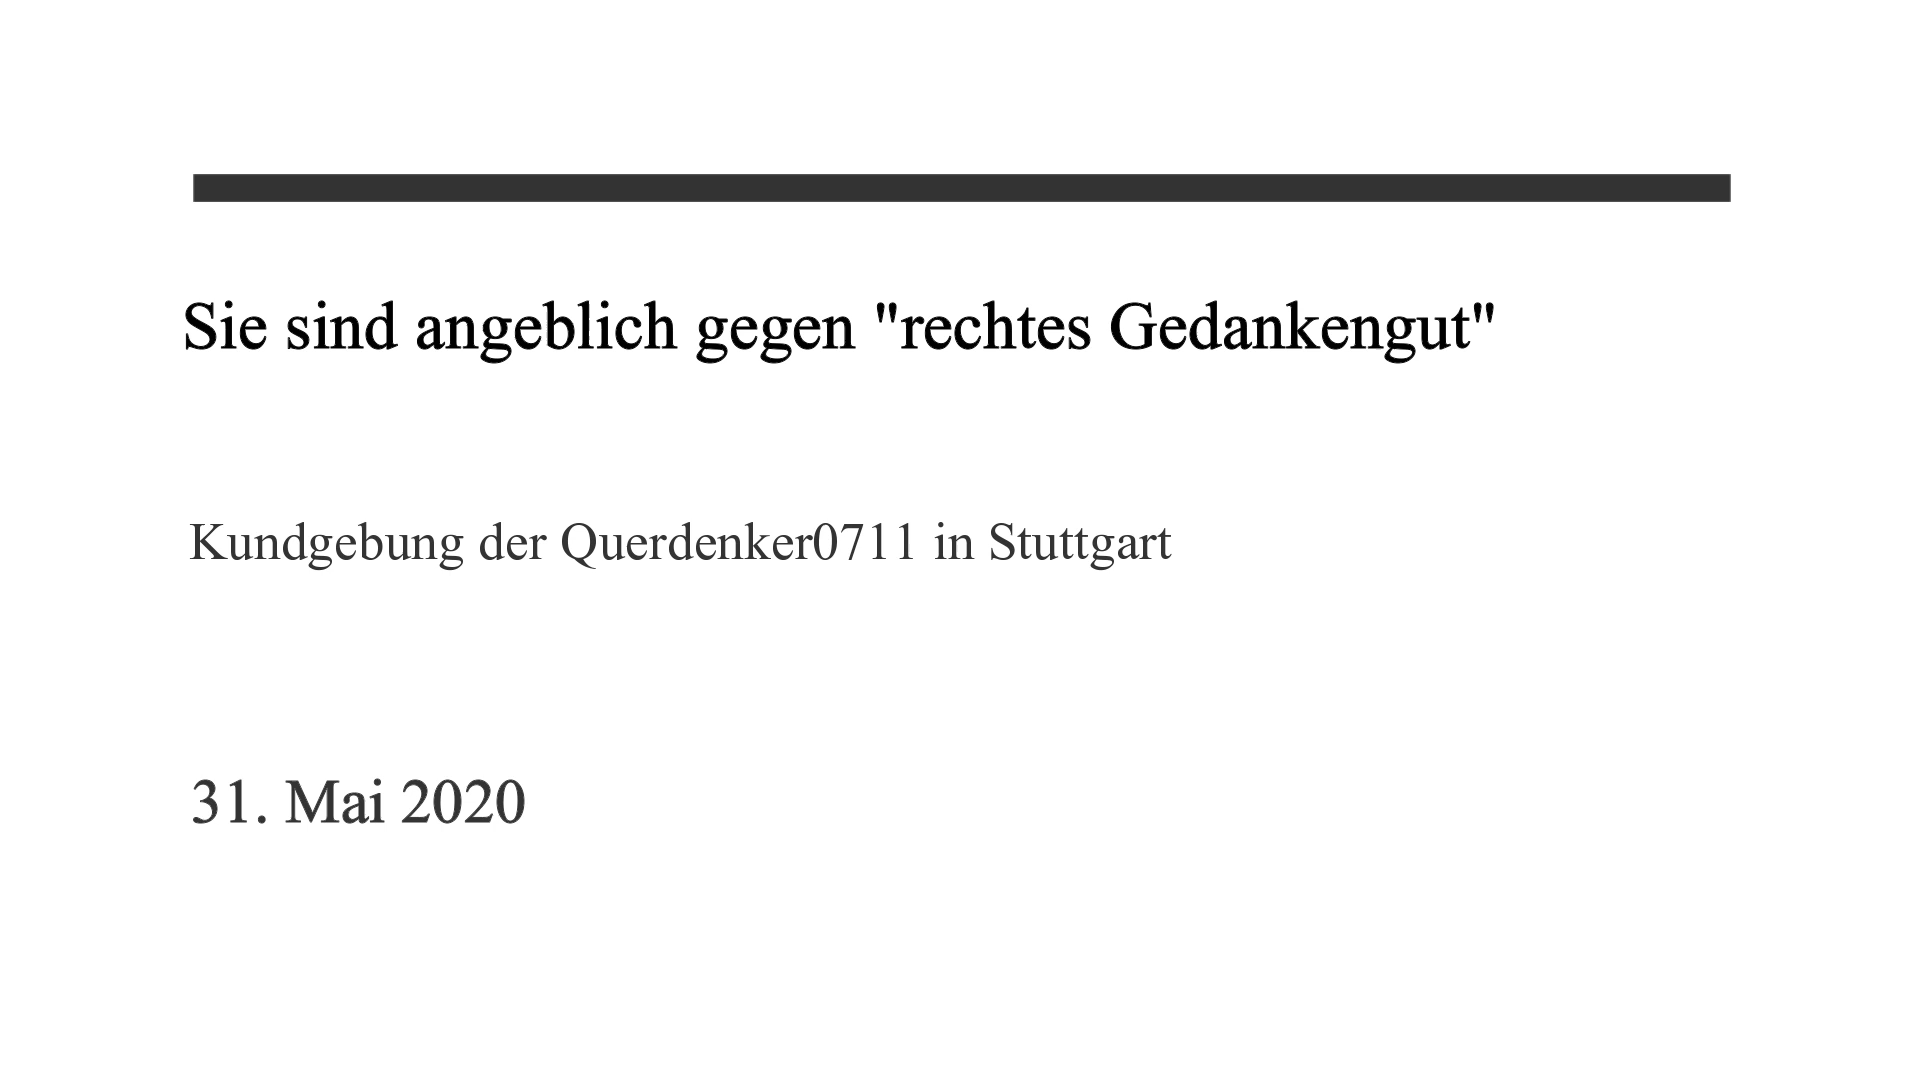 Sie sind angeblich gegen "rechtes Gedankengut"
Kundgebung der Querdenker0711 in Stuttgart
31. Mai 2020